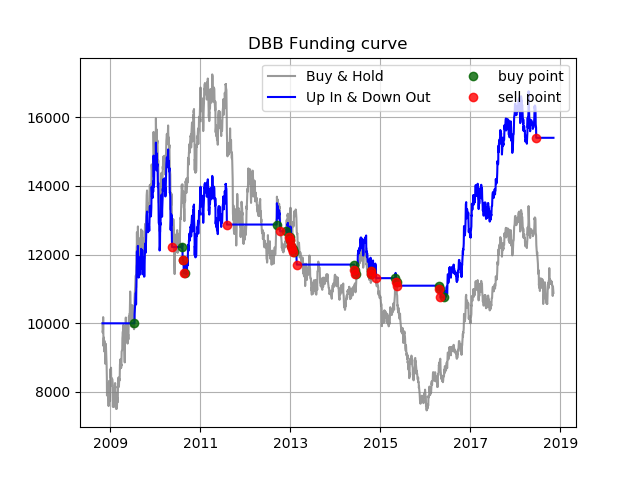 DBB Funding curve
Buy & Hold
Up In & Down Out
buy point
sell point
16000
14000
12000
10000
8000
2009 2011 2013 2015 2017 2019